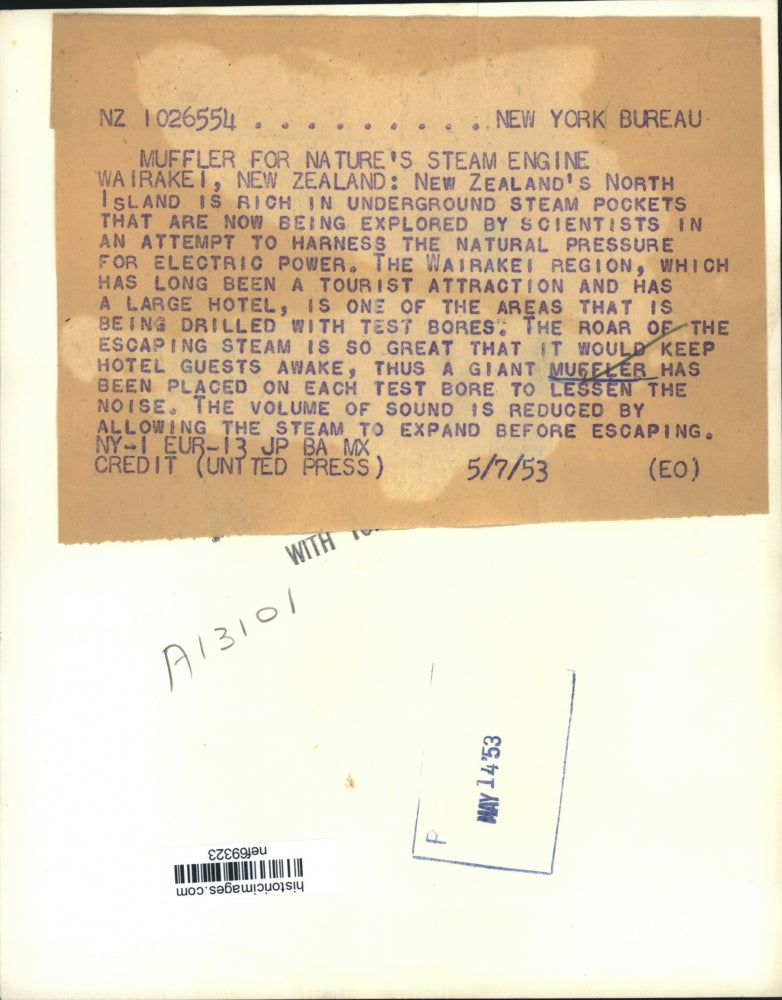 NZ 1026554 . . . . . . . . . . . NEW YORK BUREAU
MUFFLER FOR NATURE'S STEAM ENGINE
WAIRAKEI, NEW ZEALAND: NEW ZEALAND'S NORTH
ISLAND IS RICH IN UNDERGROUND STEAM POCKETS
THAT ARE NOW BEING EXPLORED BY SCIENTISTS IN
AN ATTEMPT TO HARNESS THE NATURAL PRESSURE
FOR ELECTRIC POWER. THE WAIRAKEI REGION, WHICH
HAS LONG BEEN A TOURIST ATTRACTION AND HAS
A LARGE HOTEL, IS ONE OF THE AREAS THAT IS
BEING DRILLED WITH TEST BORES. THE ROAR OF THE
ESCAPING STEAM IS SO GREAT THAT IT WOULD KEEP
HOTEL GUESTS AWAKE, THUS A GIANT MUFFLER HAS
BEEN PLACED ON EACH TEST BORE TO LESSEN THE
NOISE. THE VOLUME OF SOUND IS REDUCED BY
ALLOWING THE STEAM TO EXPAND BEFORE ESCAPING.
NY-1 EUR-13 JP BA MX
CREDIT (UNTTED PRESS) 5/7/53 (EO)
WITH
A13101
MAY 14 '53
P
nef69323
historicimages.com